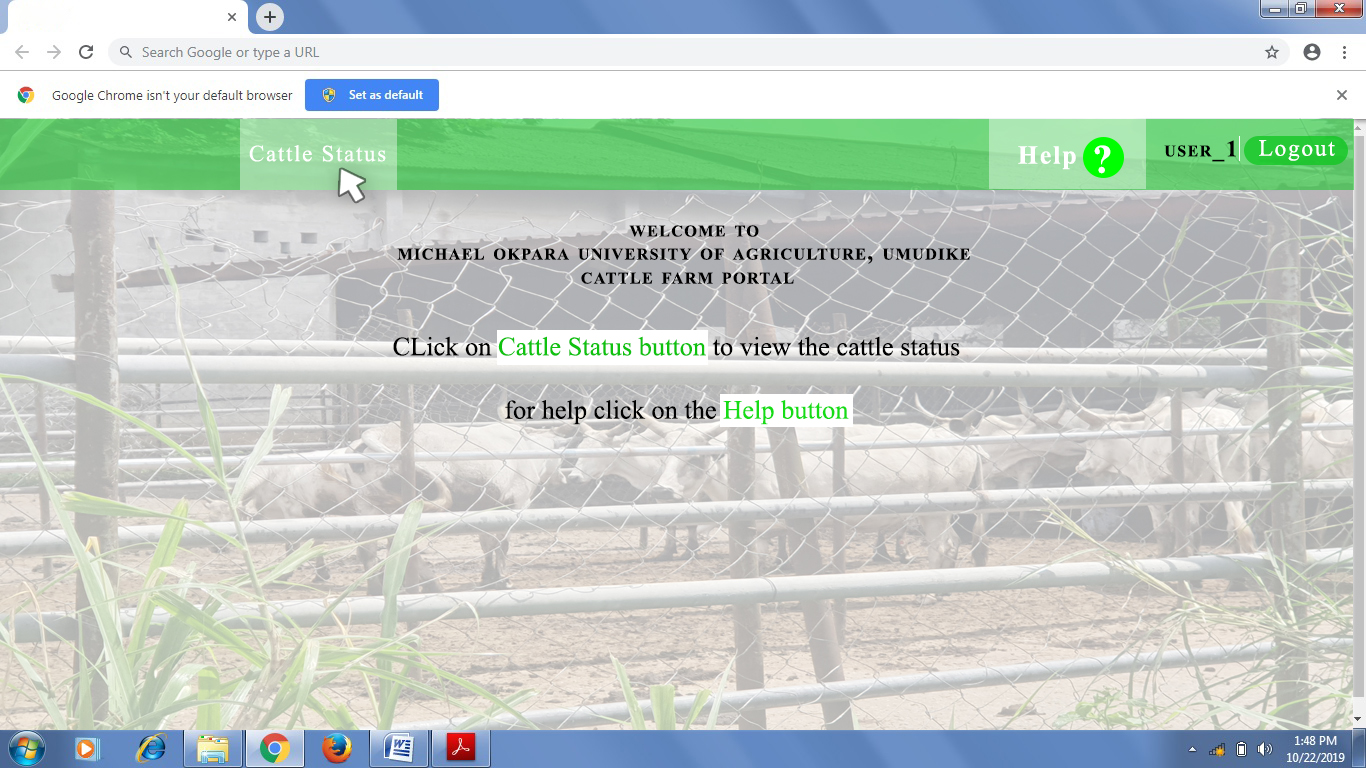 Search Google or type a URL
Google Chrome isn't your default browser
Set as default
Cattle Status
Help ?
USER_1
Logout
WELCOME TO
MICHAEL OKPARA UNIVERSITY OF AGRICULTURE, UMUDIKE
CATTLE FARM PORTAL
CLick on Cattle Status button to view the cattle status
for help click on the Help button
1:48 PM
10/22/2019